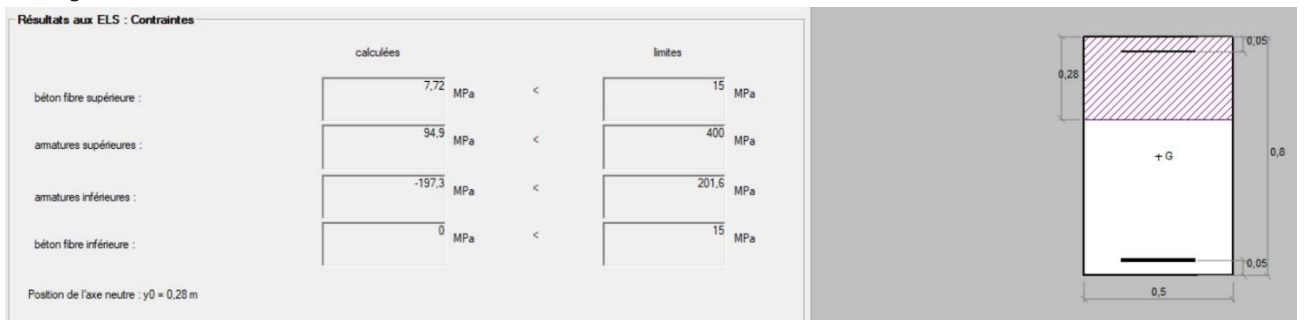 Résultats aux ELS : Contraintes
calculées limites
béton fibre supérieure : 7,72 MPa < 15 MPa
armatures supérieures : 94,9 MPa < 400 MPa
armatures inférieures : -197,3 MPa < 201,6 MPa
béton fibre inférieure : 0 MPa < 15 MPa
Position de l'axe neutre : y0 = 0,28 m
0,05
0,28
+ G
0,8
0,05
0,5